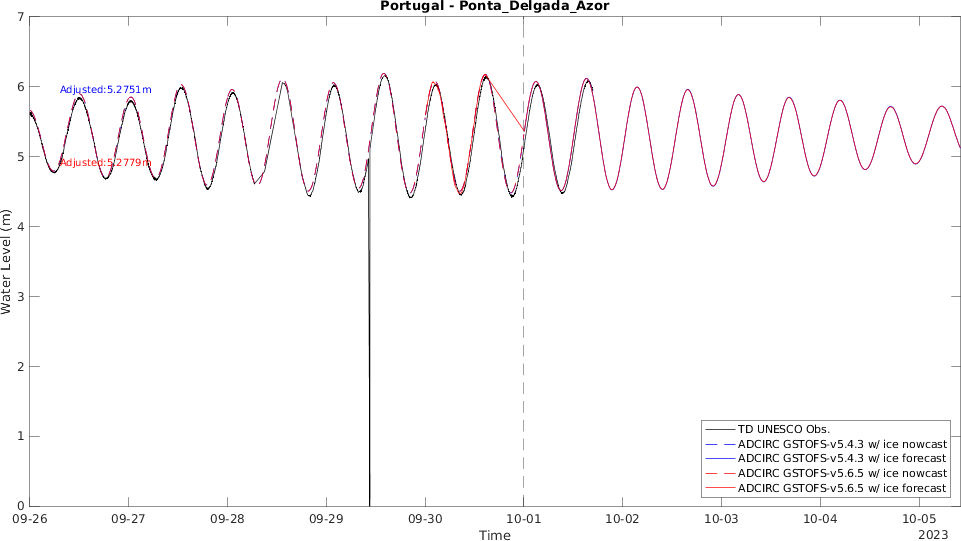 Portugal - Ponta_Delgada_Azor
7
6
5
4
3
2
1
0
Water Level (m)
Adjusted:5.2751m
Adjusted:5.2779m
TD UNESCO Obs.
ADCIRC GSTOFS-v5.4.3 w/ ice nowcast
ADCIRC GSTOFS-v5.4.3 w/ ice forecast
ADCIRC GSTOFS-v5.6.5 w/ ice nowcast
ADCIRC GSTOFS-v5.6.5 w/ ice forecast
09-26 09-27 09-28 09-29 09-30 10-01 10-02 10-03 10-04 10-05
Time
2023